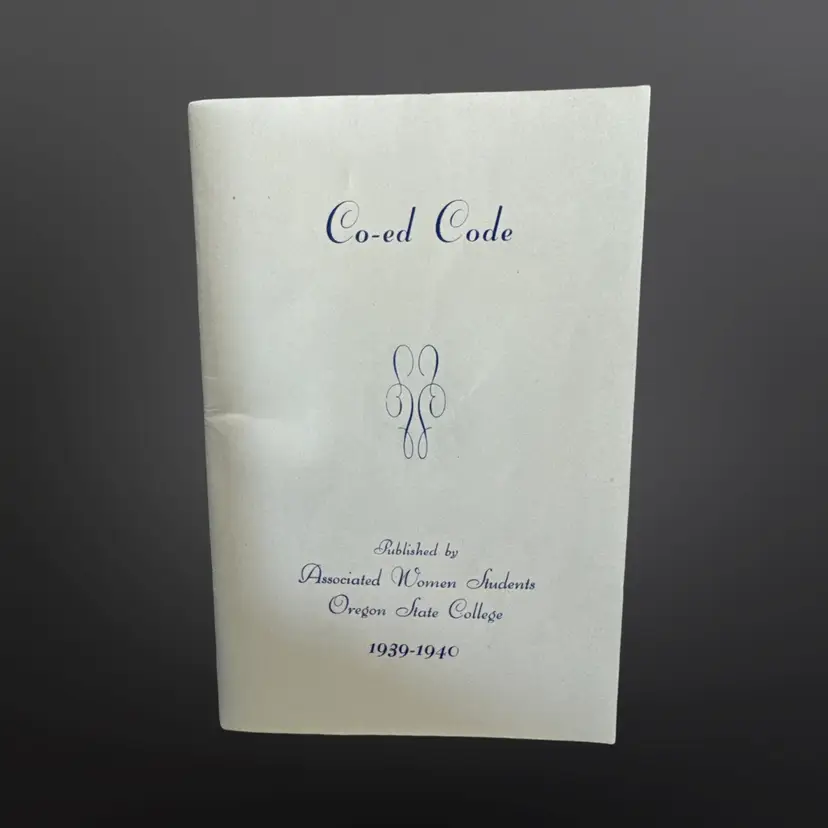 Co-ed Code
Published by
Associated Women Students
Oregon State College
1939-1940